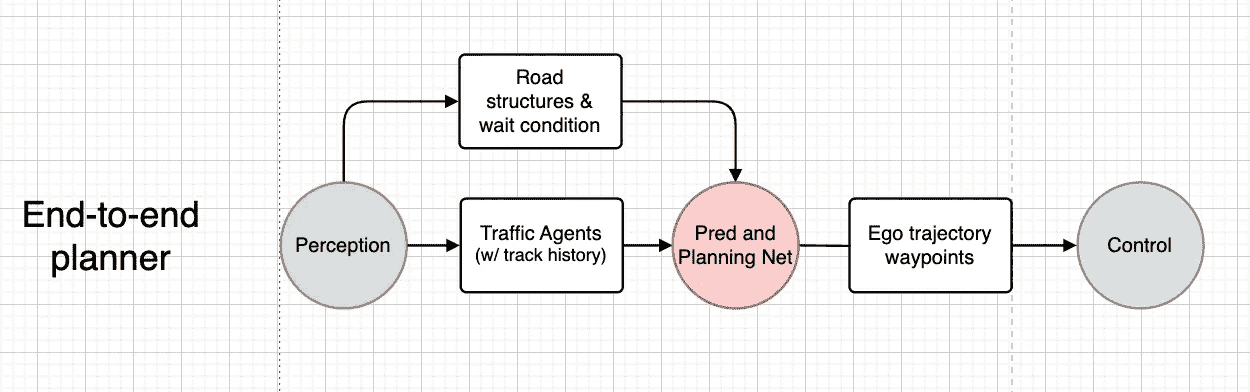 Road
structures &
wait condition
End-to-end
planner
Perception
Traffic Agents
(w/ track history)
Pred and
Planning Net
Ego trajectory
waypoints
Control